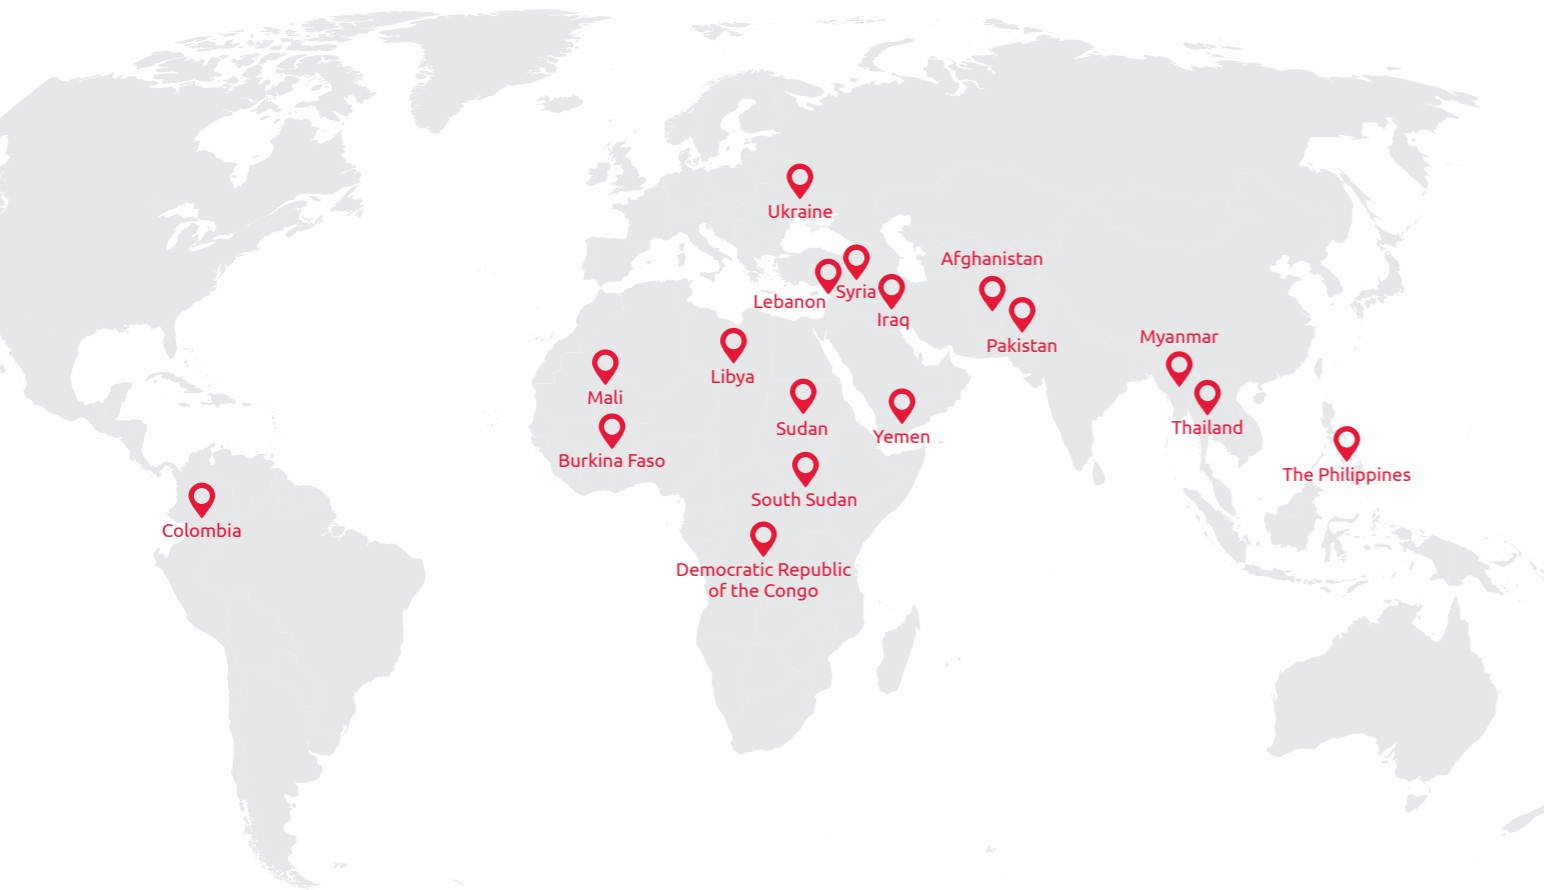 Ukraine
Afghanistan
Syria
Lebanon
Iraq
Pakistan
Myanmar
Libya
Mali
Sudan
Yemen
Thailand
Burkina Faso
The Philippines
South Sudan
Colombia
Democratic Republic
of the Congo